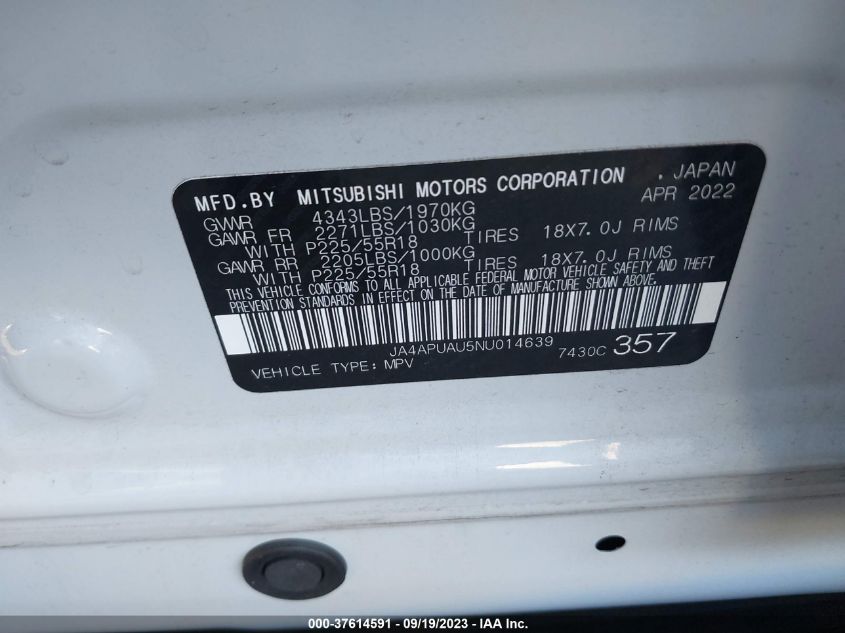 MFD.BY MITSUBISHI MOTORS CORPORATION , JAPAN
APR 2022
GVWR 4343LBS/1970KG
GAWR FR 2271LBS/1030KG
WITH P225/55R18 TIRES 18X7.0J RIMS
GAWR RR 2205LBS/1000KG
WITH P225/55R18 TIRES 18X7.0J RIMS
THIS VEHICLE CONFORMS TO ALL APPLICABLE FEDERAL MOTOR VEHICLE SAFETY AND THEFT
PREVENTION STANDARDS IN EFFECT ON THE DATE OF MANUFACTURE SHOWN ABOVE.
JA4APUAU5NU014639
VEHICLE TYPE: MPV 7430C 357
000-37614591 - 09/19/2023 - IAA Inc.